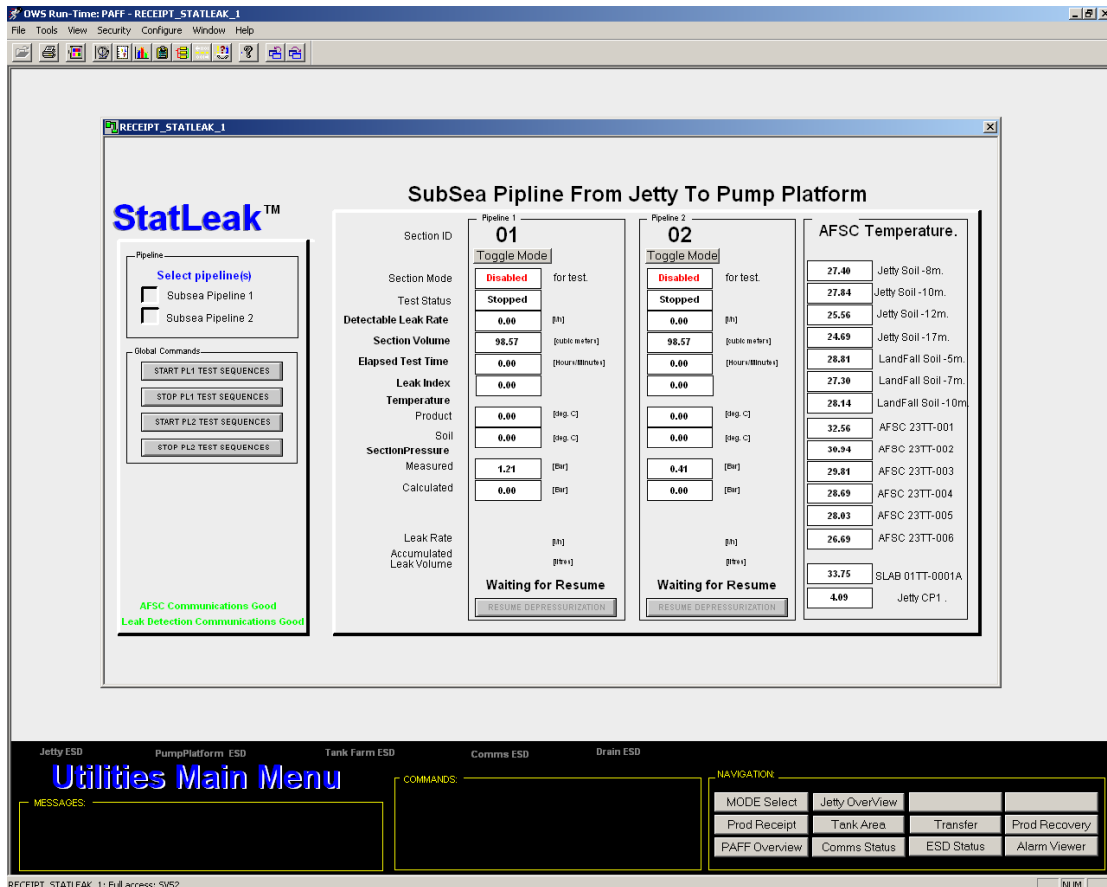 OWS Run-Time: PAFF - RECEIPT_STATLEAK_1
File Tools View Security Configure Window Help
RECEIPT_STATLEAK_1
SubSea Pipline From Jetty To Pump Platform
StatLeak™
Pipeline
Select pipeline(s)
Subsea Pipeline 1
Subsea Pipeline 2
Global Commands
START PL1 TEST SEQUENCES
STOP PL1 TEST SEQUENCES
START PL2 TEST SEQUENCES
STOP PL2 TEST SEQUENCES
AFSC Communications Good
Leak Detection Communications Good
Pipeline 1 Pipeline 2
Section ID 01 02
Toggle Mode Toggle Mode
Section Mode Disabled for test. Disabled for test.
Test Status Stopped Stopped
Detectable Leak Rate 0.00 [l/h] 0.00 [l/h]
Section Volume 98.57 [cubic meters] 98.57 [cubic meters]
Elapsed Test Time 0.00 [Hours/Minutes] 0.00 [Hours/Minutes]
Leak Index 0.00 0.00
Temperature
Product 0.00 [deg. C] 0.00 [deg. C]
Soil 0.00 [deg. C] 0.00 [deg. C]
SectionPressure
Measured 1.21 [Bar] 0.41 [Bar]
Calculated 0.00 [Bar] 0.00 [Bar]
Leak Rate [l/h] [l/h]
Accumulated
Leak Volume [litres] [litres]
Waiting for Resume Waiting for Resume
RESUME DEPRESSURIZATION RESUME DEPRESSURIZATION
AFSC Temperature.
27.40 Jetty Soil -8m.
27.84 Jetty Soil -10m.
25.56 Jetty Soil -12m.
24.69 Jetty Soil -17m.
28.81 LandFall Soil -5m.
27.30 LandFall Soil -7m.
28.14 LandFall Soil -10m.
32.56 AFSC 23TT-001
30.94 AFSC 23TT-002
29.81 AFSC 23TT-003
28.69 AFSC 23TT-004
28.03 AFSC 23TT-005
26.69 AFSC 23TT-006
33.75 SLAB 01TT-0001A
4.09 Jetty CP1 .
Jetty ESD PumpPlatform ESD Tank Farm ESD Comms ESD Drain ESD
Utilities Main Menu
MESSAGES:
COMMANDS:
NAVIGATION:
MODE Select Jetty OverView
Prod Receipt Tank Area Transfer Prod Recovery
PAFF Overview Comms Status ESD Status Alarm Viewer
RECEIPT_STATLEAK_1: Full access: SV52 NUM